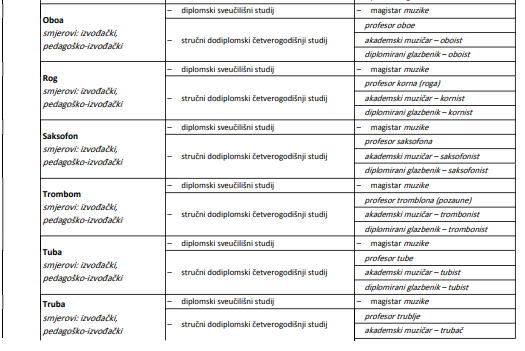 Oboa
smjerovi: izvođački,
pedagoško-izvođački
– diplomski sveučilišni studij
– magistar muzike
– stručni dodiplomski četverogodišnji studij
profesor oboe
akademski muzičar – oboist
diplomirani glazbenik – oboist
Rog
smjerovi: izvođački,
pedagoško-izvođački
– diplomski sveučilišni studij
– magistar muzike
– stručni dodiplomski četverogodišnji studij
profesor korna (roga)
akademski muzičar – kornist
diplomirani glazbenik – kornist
Saksofon
smjerovi: izvođački,
pedagoško-izvođački
– diplomski sveučilišni studij
– magistar muzike
– stručni dodiplomski četverogodišnji studij
profesor saksofona
akademski muzičar – saksofonist
diplomirani glazbenik – saksofonist
Trombom
smjerovi: izvođački,
pedagoško-izvođački
– diplomski sveučilišni studij
– magistar muzike
– stručni dodiplomski četverogodišnji studij
profesor tromblona (pozaune)
akademski muzičar – trombonist
diplomirani glazbenik – trombonist
Tuba
smjerovi: izvođački,
pedagoško-izvođački
– diplomski sveučilišni studij
– magistar muzike
– stručni dodiplomski četverogodišnji studij
profesor tube
akademski muzičar – tubist
diplomirani glazbenik – tubist
Truba
smjerovi: izvođački,
pedagoško-izvođački
– diplomski sveučilišni studij
– magistar muzike
– stručni dodiplomski četverogodišnji studij
profesor trublje
akademski muzičar – trubač